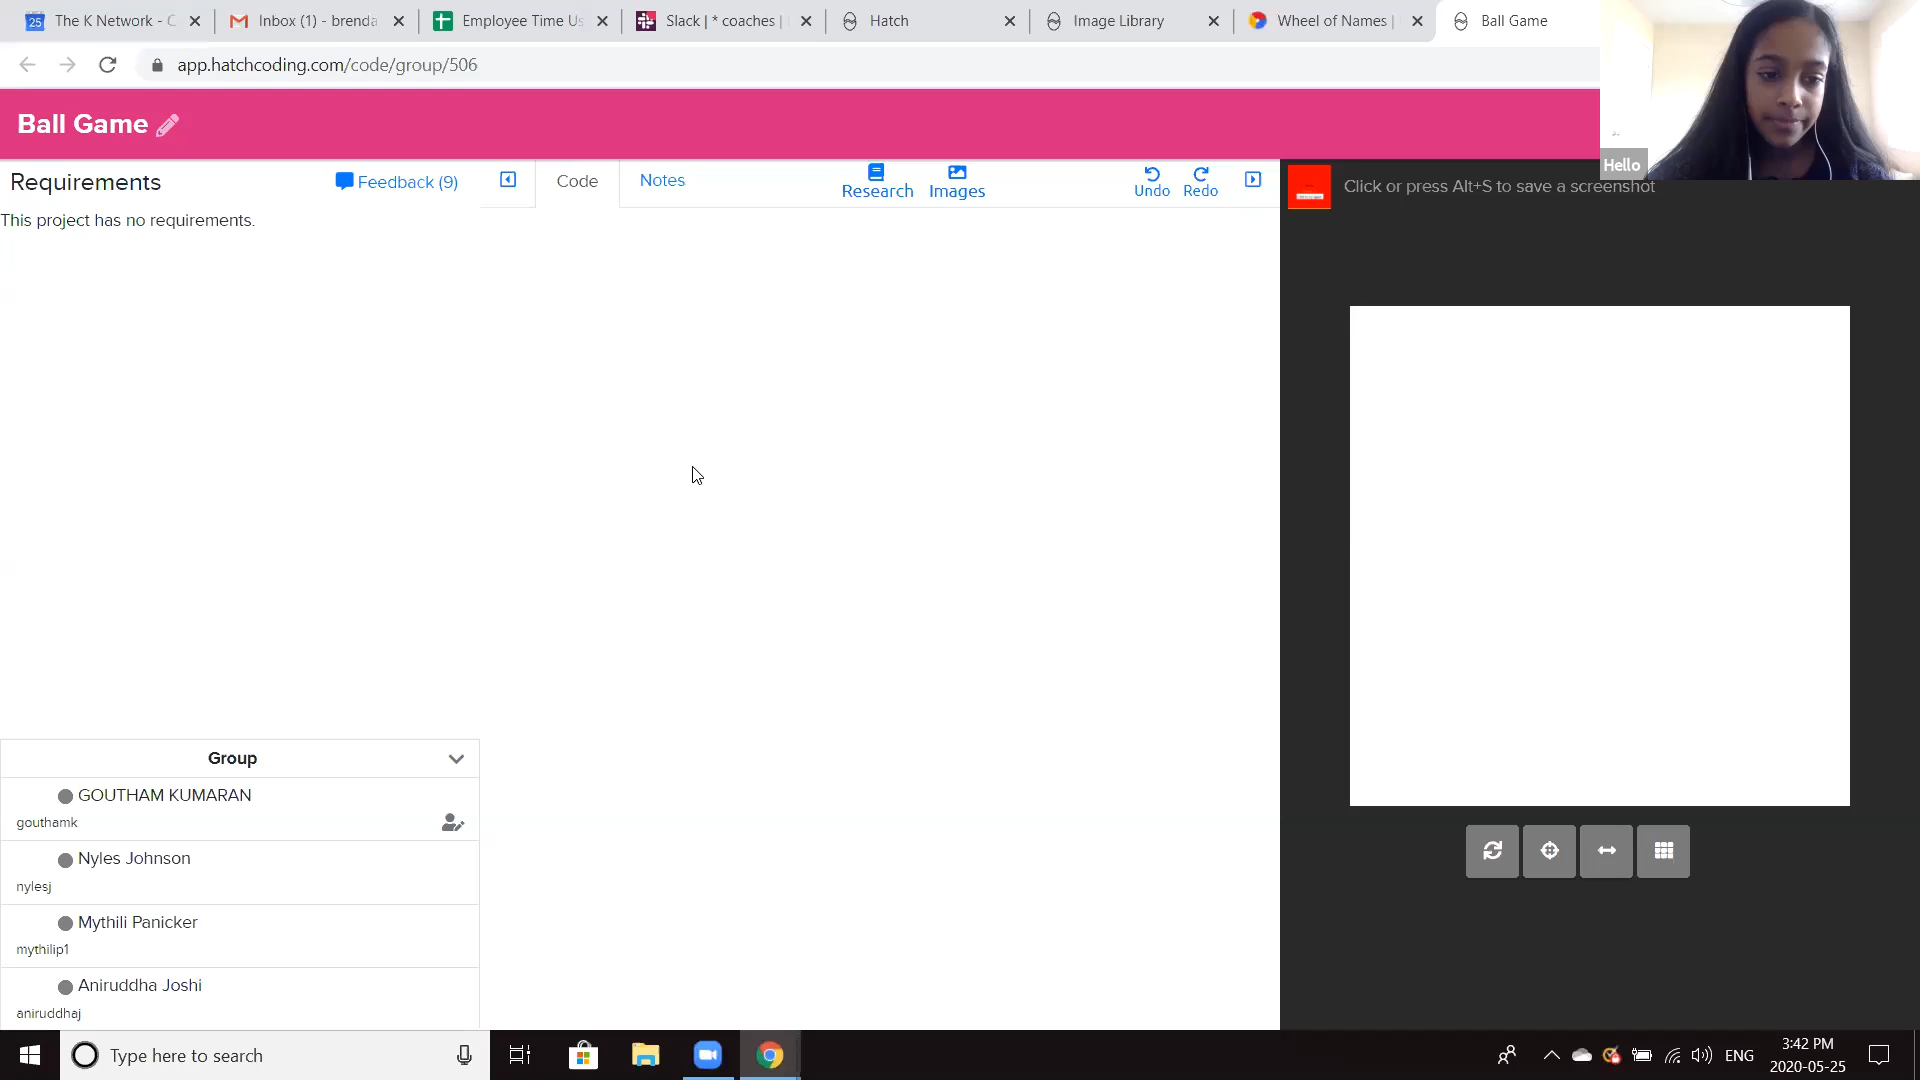 The K Network - C
Inbox (1) - brenda
Employee Time Us
Slack | * coaches |
Hatch
Image Library
Wheel of Names |
Ball Game
app.hatchcoding.com/code/group/506
Ball Game
Hello
Requirements
Feedback (9)
Code
Notes
Research
Images
Undo
Redo
Click or press Alt+S to save a screenshot
This project has no requirements.
Group
GOUTHAM KUMARAN
gouthamk
Nyles Johnson
nylesj
Mythili Panicker
mythilip1
Aniruddha Joshi
aniruddhaj
Type here to search
ENG
3:42 PM
2020-05-25